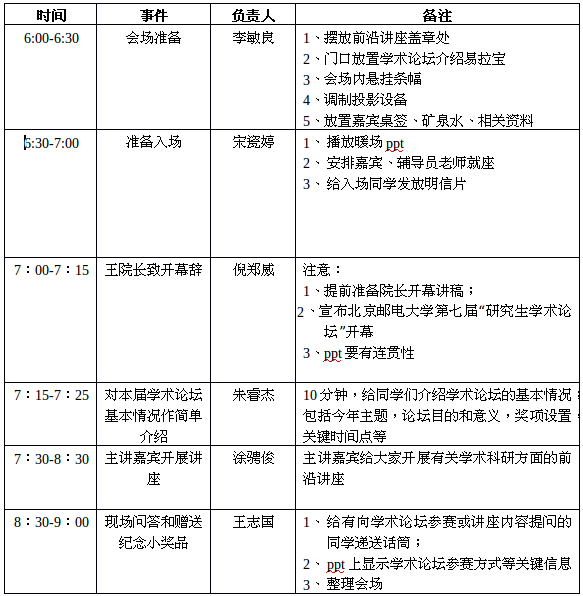 时间 事件 负责人 备注
6:00-6:30 会场准备 李敏良 1、摆放前沿讲座盖章处
2、门口放置学术论坛介绍易拉宝
3、会场内悬挂条幅
4、调制投影设备
5、放置嘉宾桌签、矿泉水、相关资料
6:30-7:00 准备入场 宋瓷婷 1、 播放暖场 ppt
2、 安排嘉宾、辅导员老师就座
3、 给入场同学发放明信片
7：00-7：15 王院长致开幕辞 倪郑威 注意：
1、提前准备院长开幕讲稿；
2、宣布北京邮电大学第七届“研究生学术论
坛”开幕
3、ppt 要有连贯性
7：15-7：25 对本届学术论坛 朱睿杰 10 分钟，给同学们介绍学术论坛的基本情况；
基本情况作简单 包括今年主题，论坛目的和意义，奖项设置，
介绍 关键时间点等
7：30-8：30 主讲嘉宾开展讲 徐骋俊 主讲嘉宾给大家开展有关学术科研方面的前
座 沿讲座
8：30-9：00 现场问答和赠送 王志国 1、 给有向学术论坛参赛或讲座内容提问的
纪念小奖品 同学递送话筒；
2、 ppt 上显示学术论坛参赛方式等关键信息
3、 整理会场